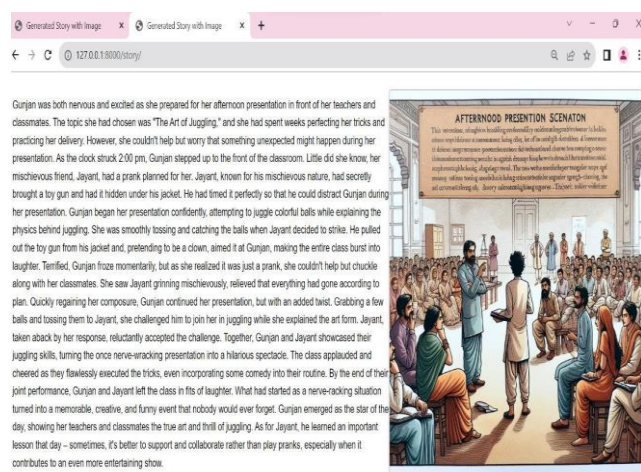 Generated Story with Image
Generated Story with Image
127.0.0.1:8000/story/
Gunjan was both nervous and excited as she prepared for her afternoon presentation in front of her teachers and
classmates. The topic she had chosen was "The Art of Juggling," and she had spent weeks perfecting her tricks and
practicing her delivery. However, she couldn't help but worry that something unexpected might happen during her
presentation. As the clock struck 2:00 pm, Gunjan stepped up to the front of the classroom. Little did she know, her
mischievous friend, Jayant, had a prank planned for her. Jayant, known for his mischievous nature, had secretly
brought a toy gun and had it hidden under his jacket. He had timed it perfectly so that he could distract Gunjan during
her presentation. Gunjan began her presentation confidently, attempting to juggle colorful balls while explaining the
physics behind juggling. She was smoothly tossing and catching the balls when Jayant decided to strike. He pulled
out the toy gun from his jacket and, pretending to be a clown, aimed it at Gunjan, making the entire class burst into
laughter. Terrified, Gunjan froze momentarily, but as she realized it was just a prank, she couldn't help but chuckle
along with her classmates. She saw Jayant grinning mischievously, relieved that everything had gone according to
plan. Quickly regaining her composure, Gunjan continued her presentation, but with an added twist. Grabbing a few
balls and tossing them to Jayant, she challenged him to join her in juggling while she explained the art form. Jayant,
taken aback by her response, reluctantly accepted the challenge. Together, Gunjan and Jayant showcased their
juggling skills, turning the once nerve-wracking presentation into a hilarious spectacle. The class applauded and
cheered as they flawlessly executed the tricks, even incorporating some comedy into their routine. By the end of their
joint performance, Gunjan and Jayant left the class in fits of laughter. What had started as a nerve-racking situation
turned into a memorable, creative, and funny event that nobody would ever forget. Gunjan emerged as the star of the
day, showing her teachers and classmates the true art and thrill of juggling. As for Jayant, he learned an important
lesson that day – sometimes, it's better to support and collaborate rather than play pranks, especially when it
contributes to an even more entertaining show.
AFTERRNOOD PRESENTION SCENATON